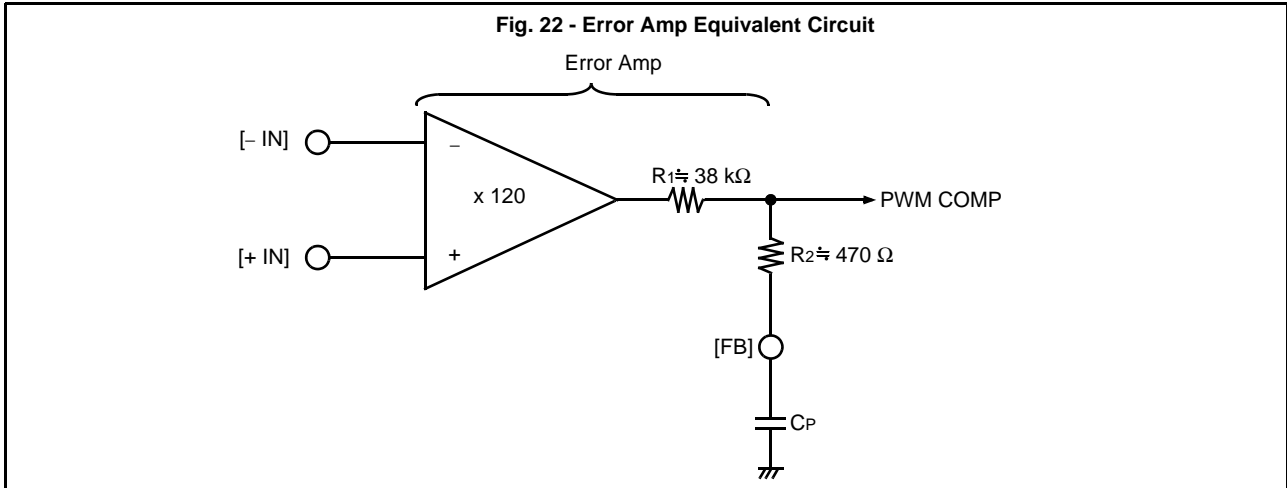 Fig. 22 - Error Amp Equivalent Circuit
Error Amp
[– IN]
–
x 120
R1≒ 38 kΩ
PWM COMP
[+ IN]
+
R2≒ 470 Ω
[FB]
CP